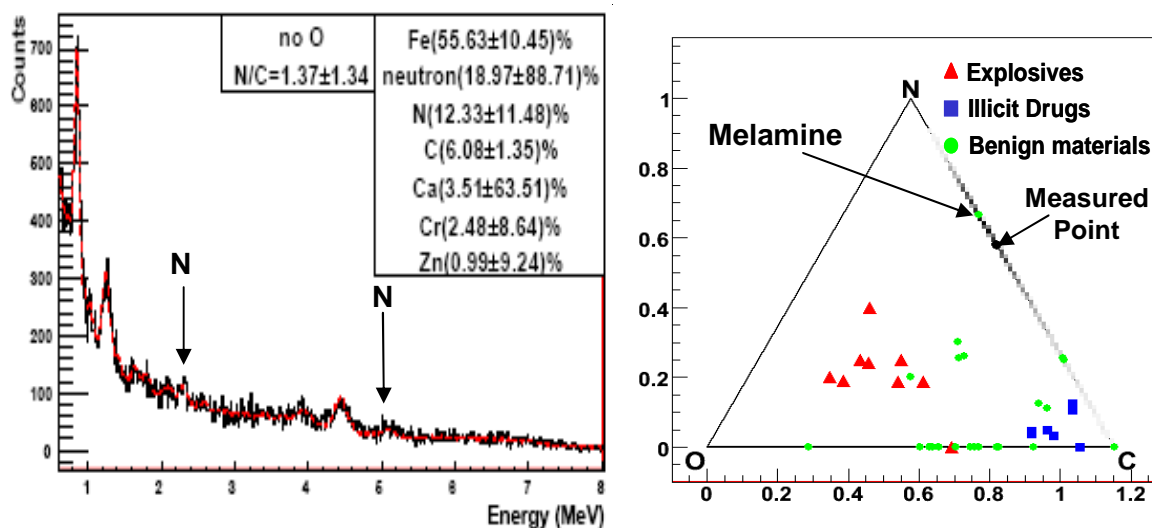 Counts
700
600
500
400
300
200
100
0
no O
N/C=1.37±1.34
Fe(55.63±10.45)%
neutron(18.97±88.71)%
N(12.33±11.48)%
C(6.08±1.35)%
Ca(3.51±63.51)%
Cr(2.48±8.64)%
Zn(0.99±9.24)%
N
N
1 2 3 4 5 6 7 8
Energy (MeV)
Explosives
Illicit Drugs
Benign materials
N
Melamine
Measured
Point
1
0.8
0.6
0.4
0.2
0
O
C
0 0.2 0.4 0.6 0.8 1.0 1.2